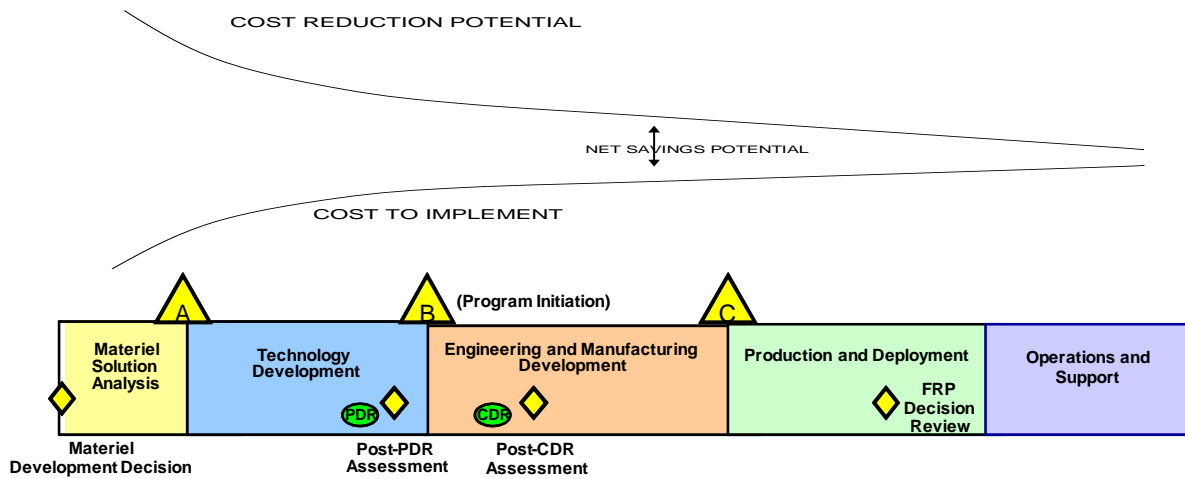 COST REDUCTION POTENTIAL
NET SAVINGS POTENTIAL
COST TO IMPLEMENT
A
B
(Program Initiation)
C
Materiel
Solution
Analysis
Technology
Development
Engineering and Manufacturing
Development
Production and Deployment
Operations and
Support
PDR
CDR
FRP
Decision
Review
Materiel
Development Decision
Post-PDR
Assessment
Post-CDR
Assessment